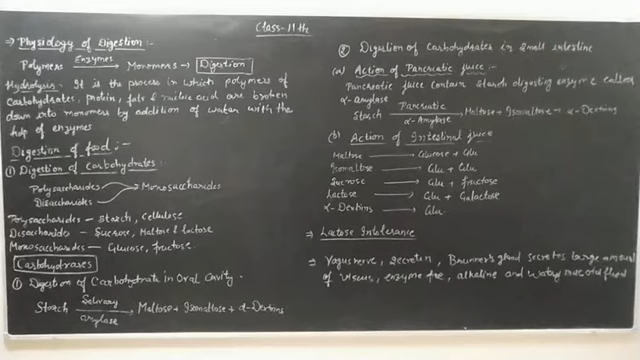 Class-11th
⇒ Physiology of Digestion :-
Polymers —Enzymes→ Monomers → Digestion
Hydrolysis : It is the process in which polymers of
Carbohydrates, protein, fats & nucleic acid are broken
down into monomers by addition of water with the
help of enzymes
Digestion of food :-
① Digestion of Carbohydrates :
Polysaccharides
Disaccharides → Monosaccharides
Polysaccharides — Starch, Cellulose
Disaccharido — Sucrose, Maltose & lactose
Monosaccharides — Glucose, fructose.
Carbohydrases
① Digestion of Carbohydrate in Oral Cavity.
Starch —Salivary amylase→ Maltose + Isomaltose + α-Dextrins
② Digestion of Carbohydrates in Small intestine
(a) Action of Pancreatic juice :-
Pancreatic juice contain Starch digesting enzyme called
α-amylase
Starch —Pancreatic α-Amylase→ Maltose + Isomaltose + α-Dextrins
(b) Action of Intestinal juice
Maltose → Glucose + Glu
Isomaltose → Glu + Glu
Sucrose → Glu + fructose
Lactose → Glu + Galactose
α-Dextrins → Glu
⇒ Lactose Intolerance
⇒ Vagus nerve, Secretin, Brunner's gland secretes large amount
of viscus, enzyme free, alkaline and watery mucoid fluid